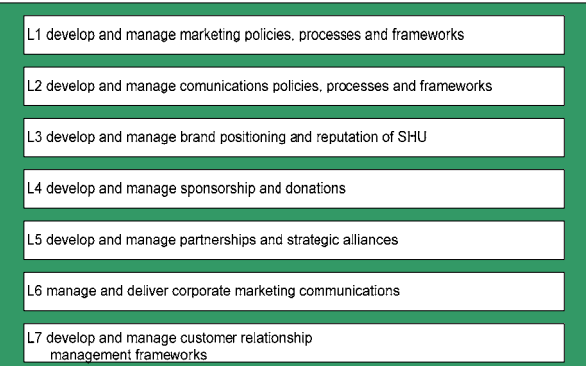 L1 develop and manage marketing policies, processes and frameworks
L2 develop and manage comunications policies, processes and frameworks
L3 develop and manage brand positioning and reputation of SHU
L4 develop and manage sponsorship and donations
L5 develop and manage partnerships and strategic alliances
L6 manage and deliver corporate marketing communications
L7 develop and manage customer relationship
management frameworks